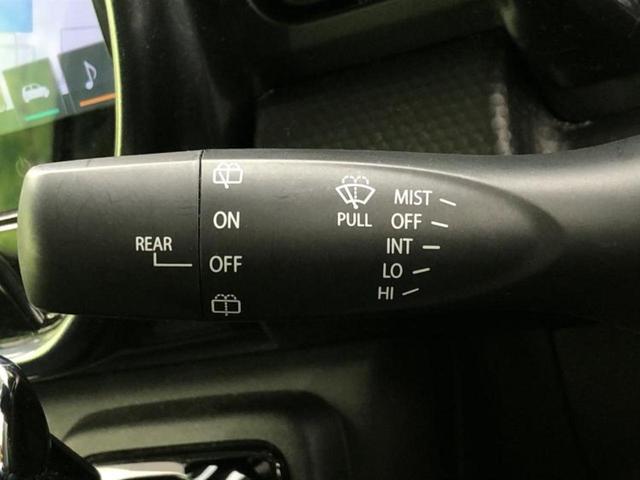 REAR
ON
OFF
PULL
MIST
OFF
INT
LO
HI